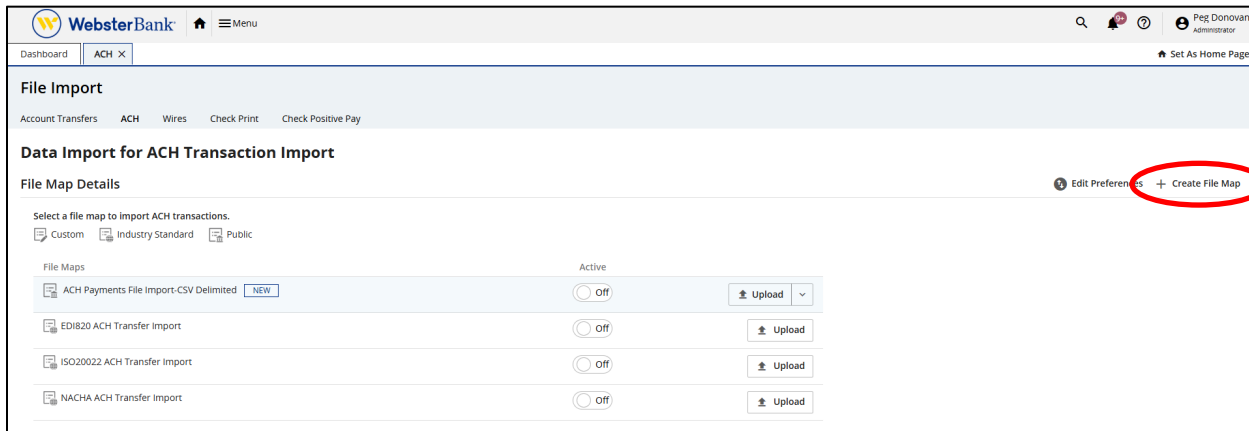 WebsterBank Menu 9+ Peg Donovan
Administrator
Dashboard ACH Set As Home Page
File Import
Account Transfers ACH Wires Check Print Check Positive Pay
Data Import for ACH Transaction Import
File Map Details Edit Preferences + Create File Map
Select a file map to import ACH transactions.
Custom Industry Standard Public
File Maps Active
ACH Payments File Import-CSV Delimited NEW Off Upload
EDI820 ACH Transfer Import Off Upload
ISO20022 ACH Transfer Import Off Upload
NACHA ACH Transfer Import Off Upload